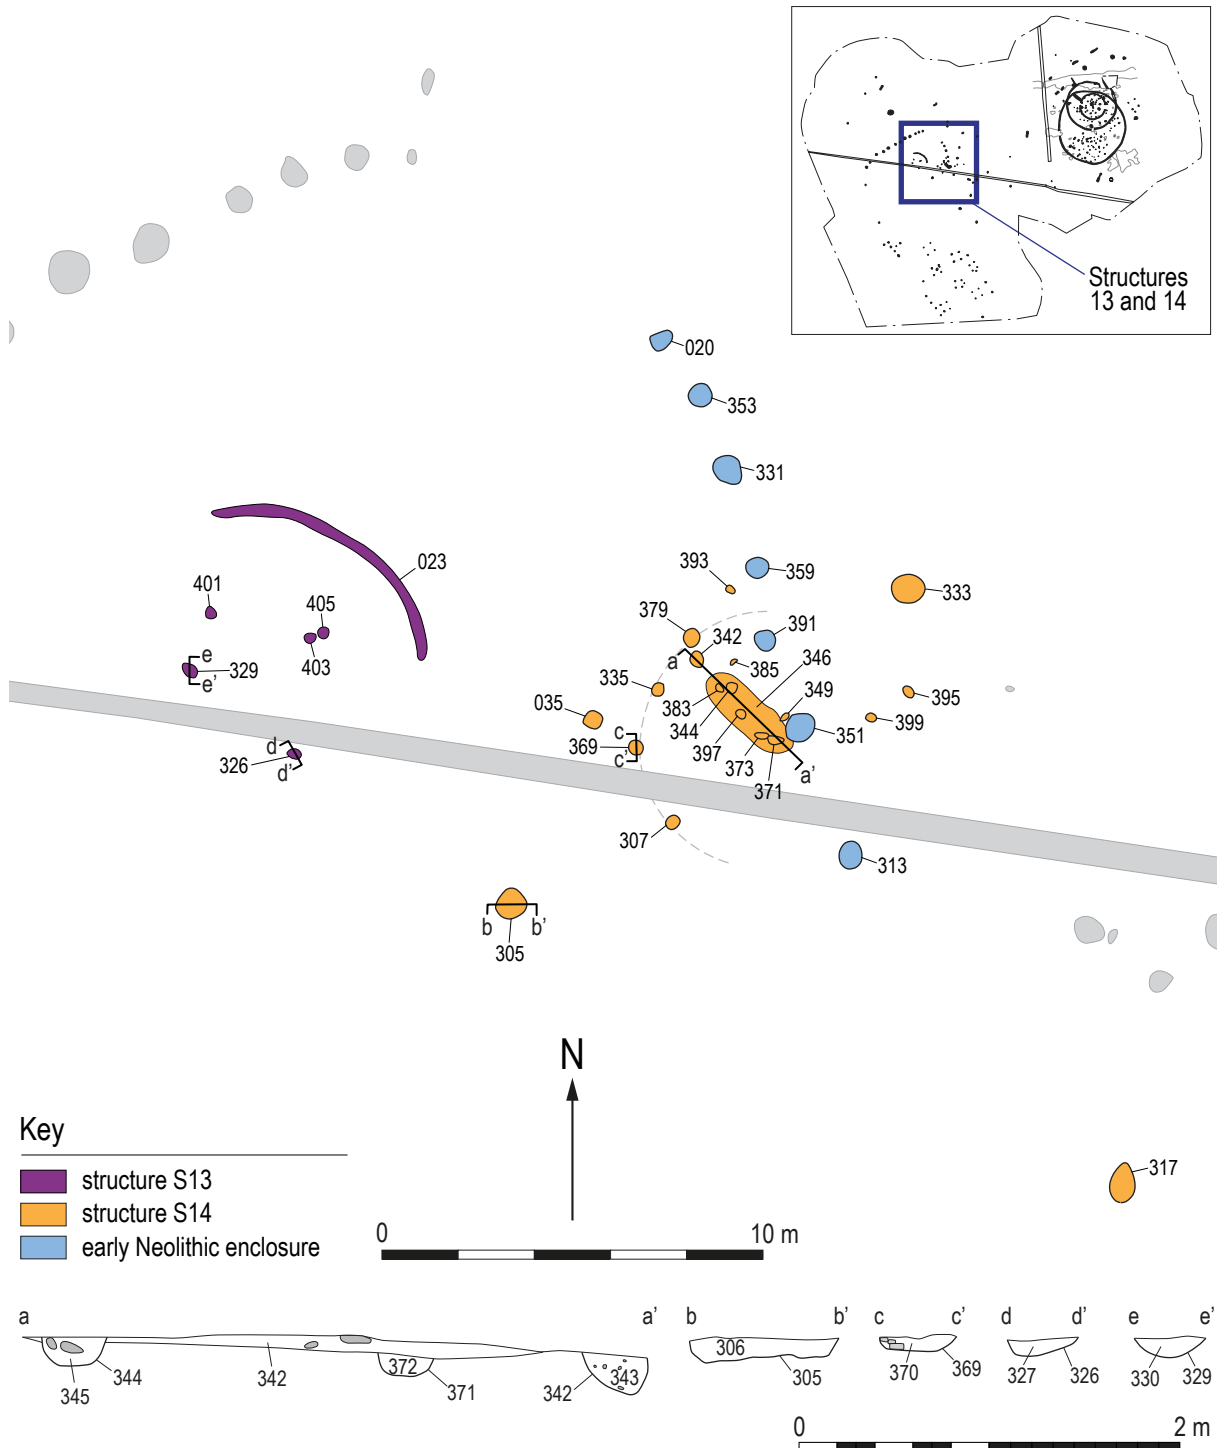 Structures
13 and 14
020
353
331
023
393
359
333
401
405
379
342
391
403
a
385
346
e
329
e'
335
349
395
383
035
344
399
351
c
369
c'
397
d
326
d'
373
a'
371
307
313
b
b'
305
N
317
Key
structure S13
structure S14
early Neolithic enclosure
0
10 m
a
a'
b
b'
c
c'
d
d'
e
e'
345
344
342
372
371
342
343
306
305
370
369
327
326
330
329
0
2 m